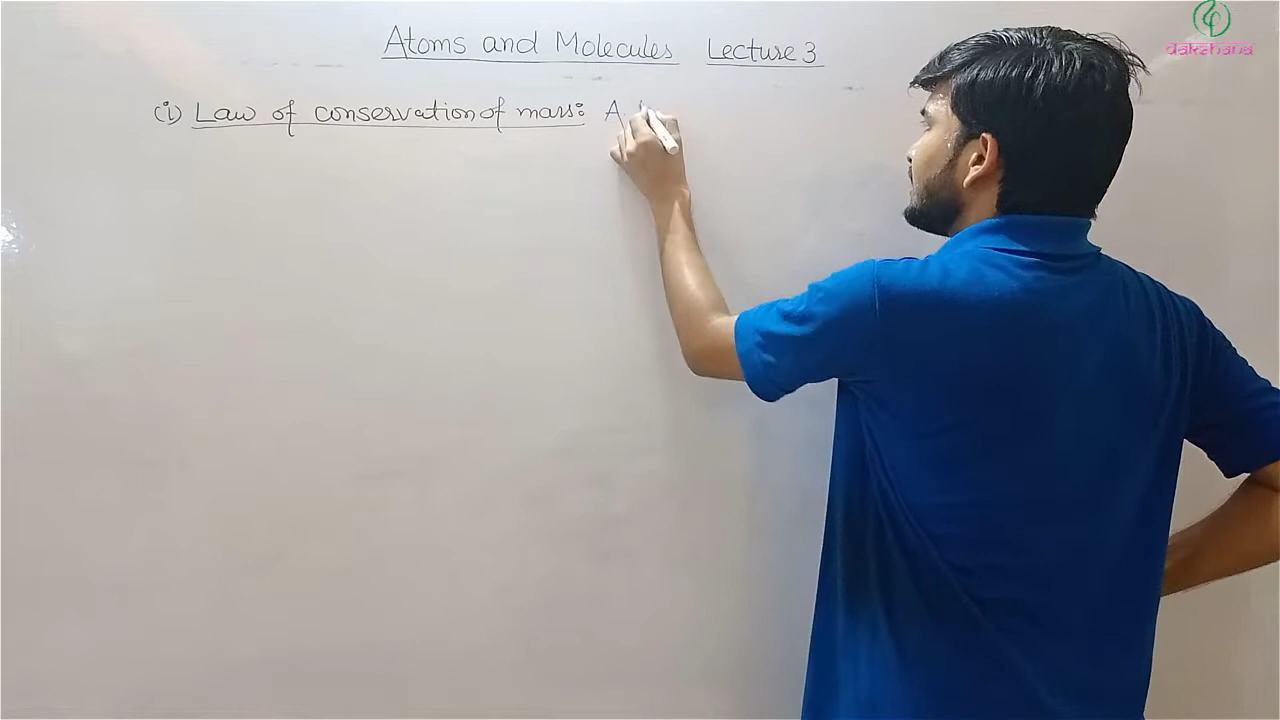 Atoms and Molecules Lecture 3
dakshana
(i) Law of conservation of mass: A